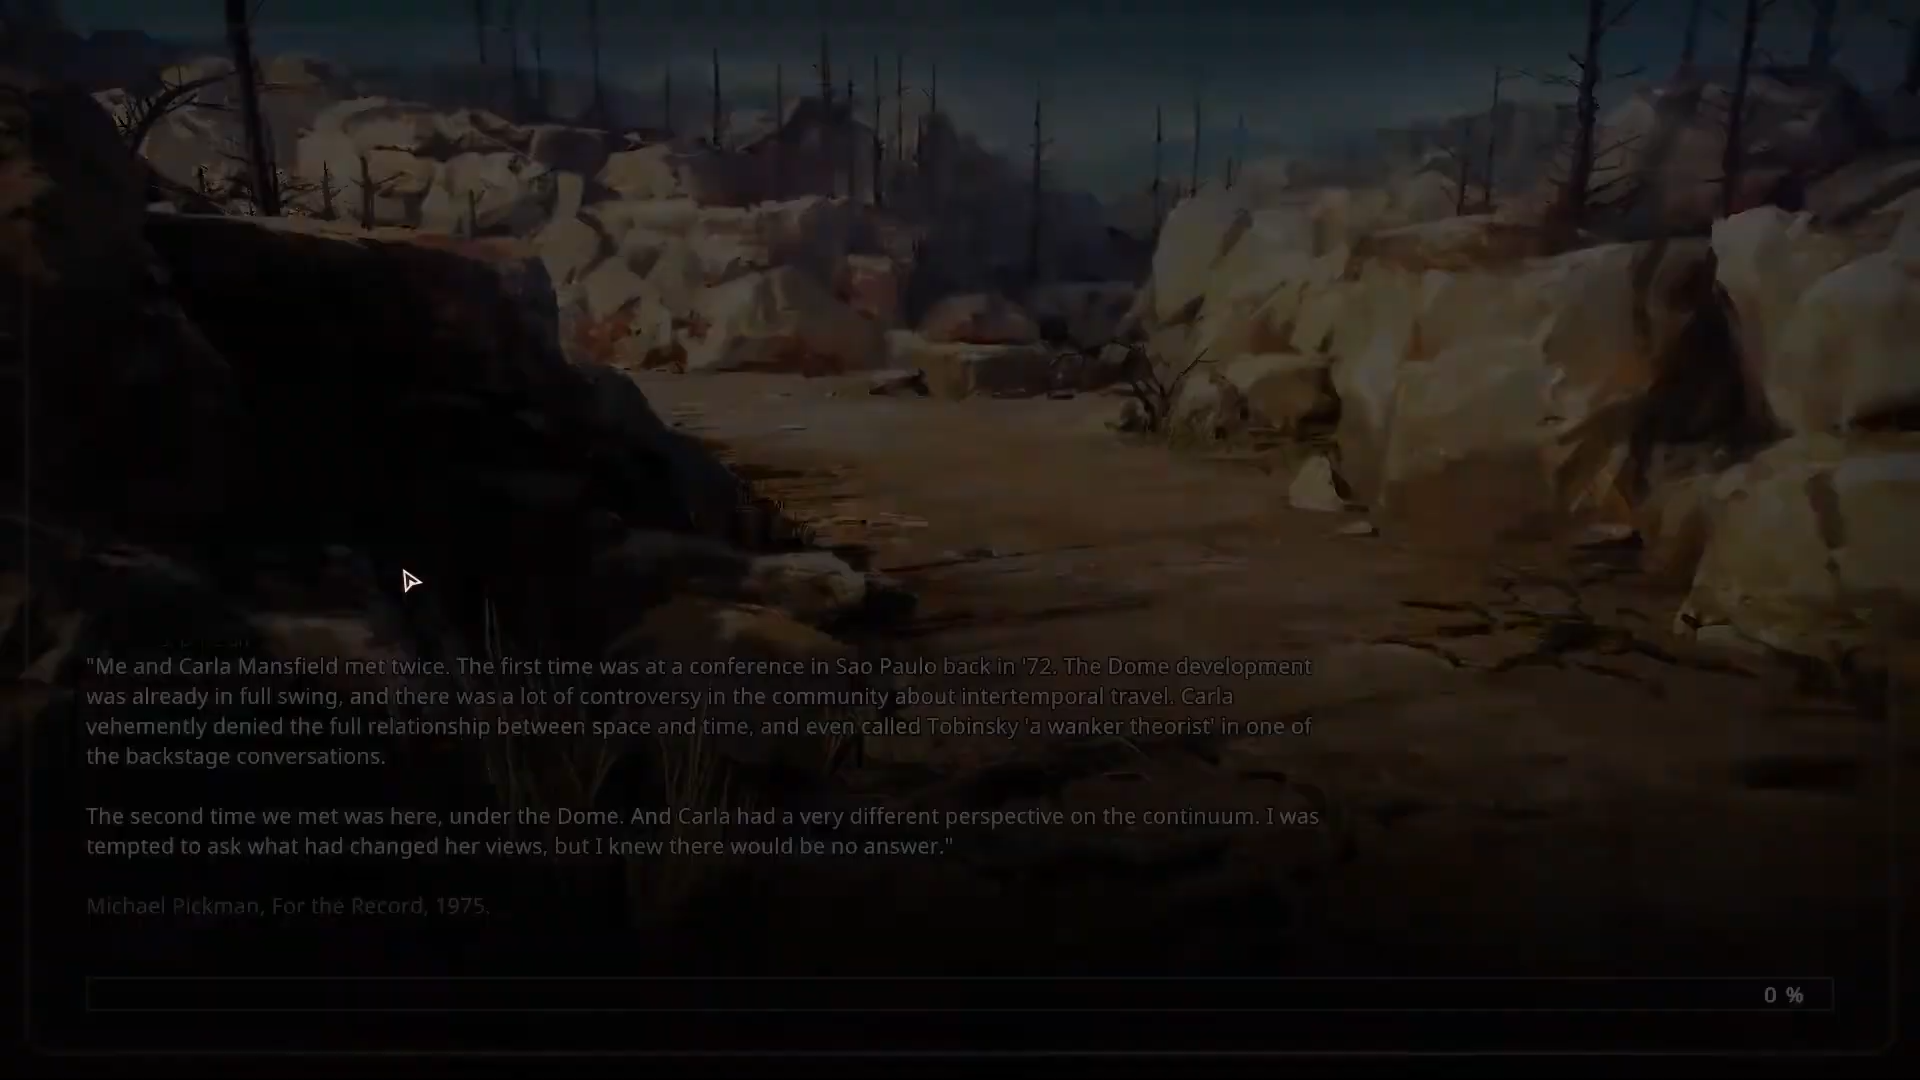 "Me and Carla Mansfield met twice. The first time was at a conference in Sao Paulo back in '72. The Dome development
was already in full swing, and there was a lot of controversy in the community about intertemporal travel. Carla
vehemently denied the full relationship between space and time, and even called Tobinsky 'a wanker theorist' in one of
the backstage conversations.
The second time we met was here, under the Dome. And Carla had a very different perspective on the continuum. I was
tempted to ask what had changed her views, but I knew there would be no answer."
Michael Pickman, For the Record, 1975.
0 %